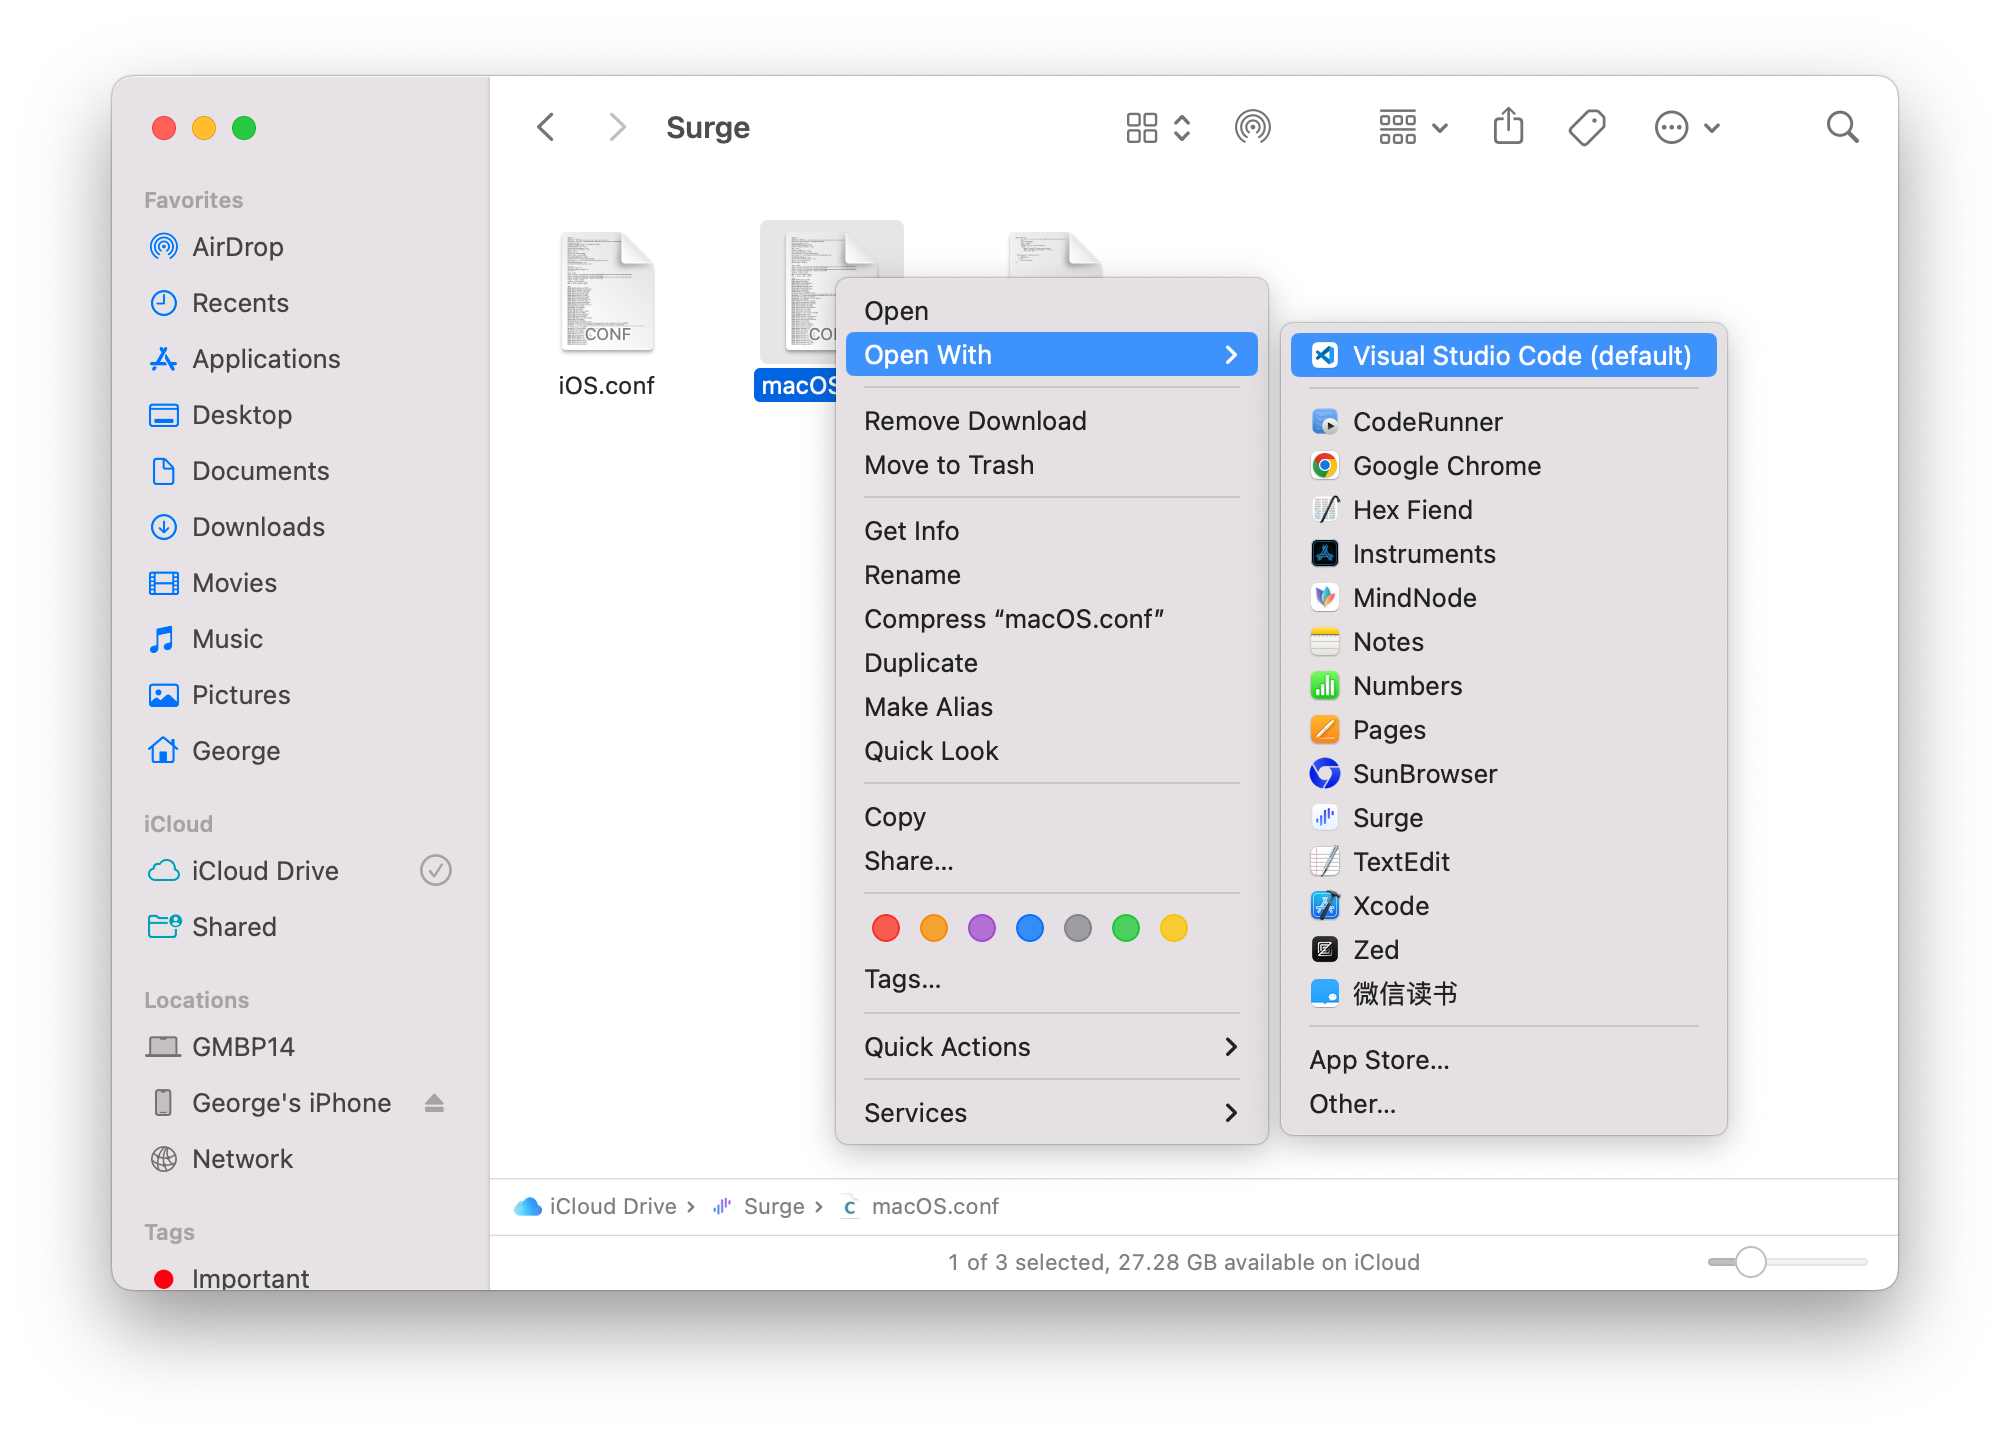 Surge
Favorites
AirDrop
Recents
Applications
Desktop
Documents
Downloads
Movies
Music
Pictures
George
iCloud
iCloud Drive
Shared
Locations
GMBP14
George's iPhone
Network
Tags
Important
CONF
iOS.conf
macOS
Open
Open With
Remove Download
Move to Trash
Get Info
Rename
Compress “macOS.conf”
Duplicate
Make Alias
Quick Look
Copy
Share...
Tags...
Quick Actions
Services
Visual Studio Code (default)
CodeRunner
Google Chrome
Hex Fiend
Instruments
MindNode
Notes
Numbers
Pages
SunBrowser
Surge
TextEdit
Xcode
Zed
微信读书
App Store...
Other...
iCloud Drive › Surge › C macOS.conf
1 of 3 selected, 27.28 GB available on iCloud